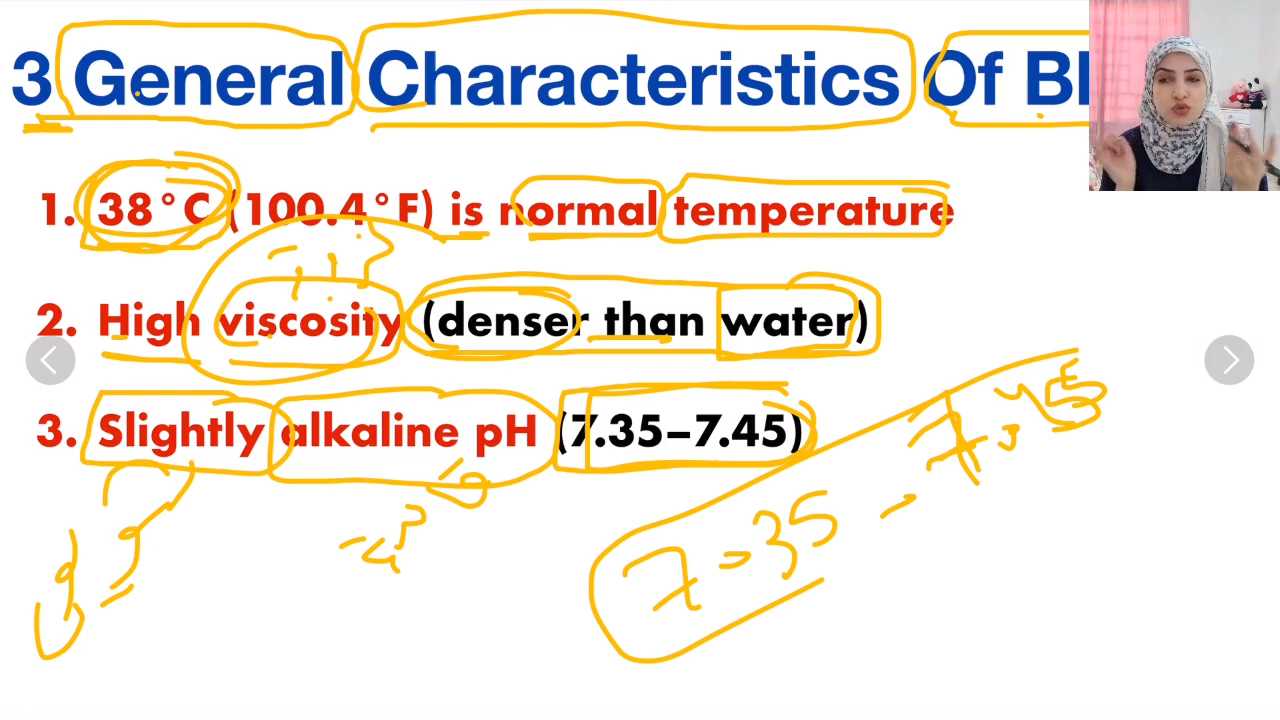 3 General Characteristics Of Bl
1. 38°C (100.4°F) is normal temperature
2. High viscosity (denser than water)
3. Slightly alkaline pH (7.35–7.45)
7.35 - 7.45